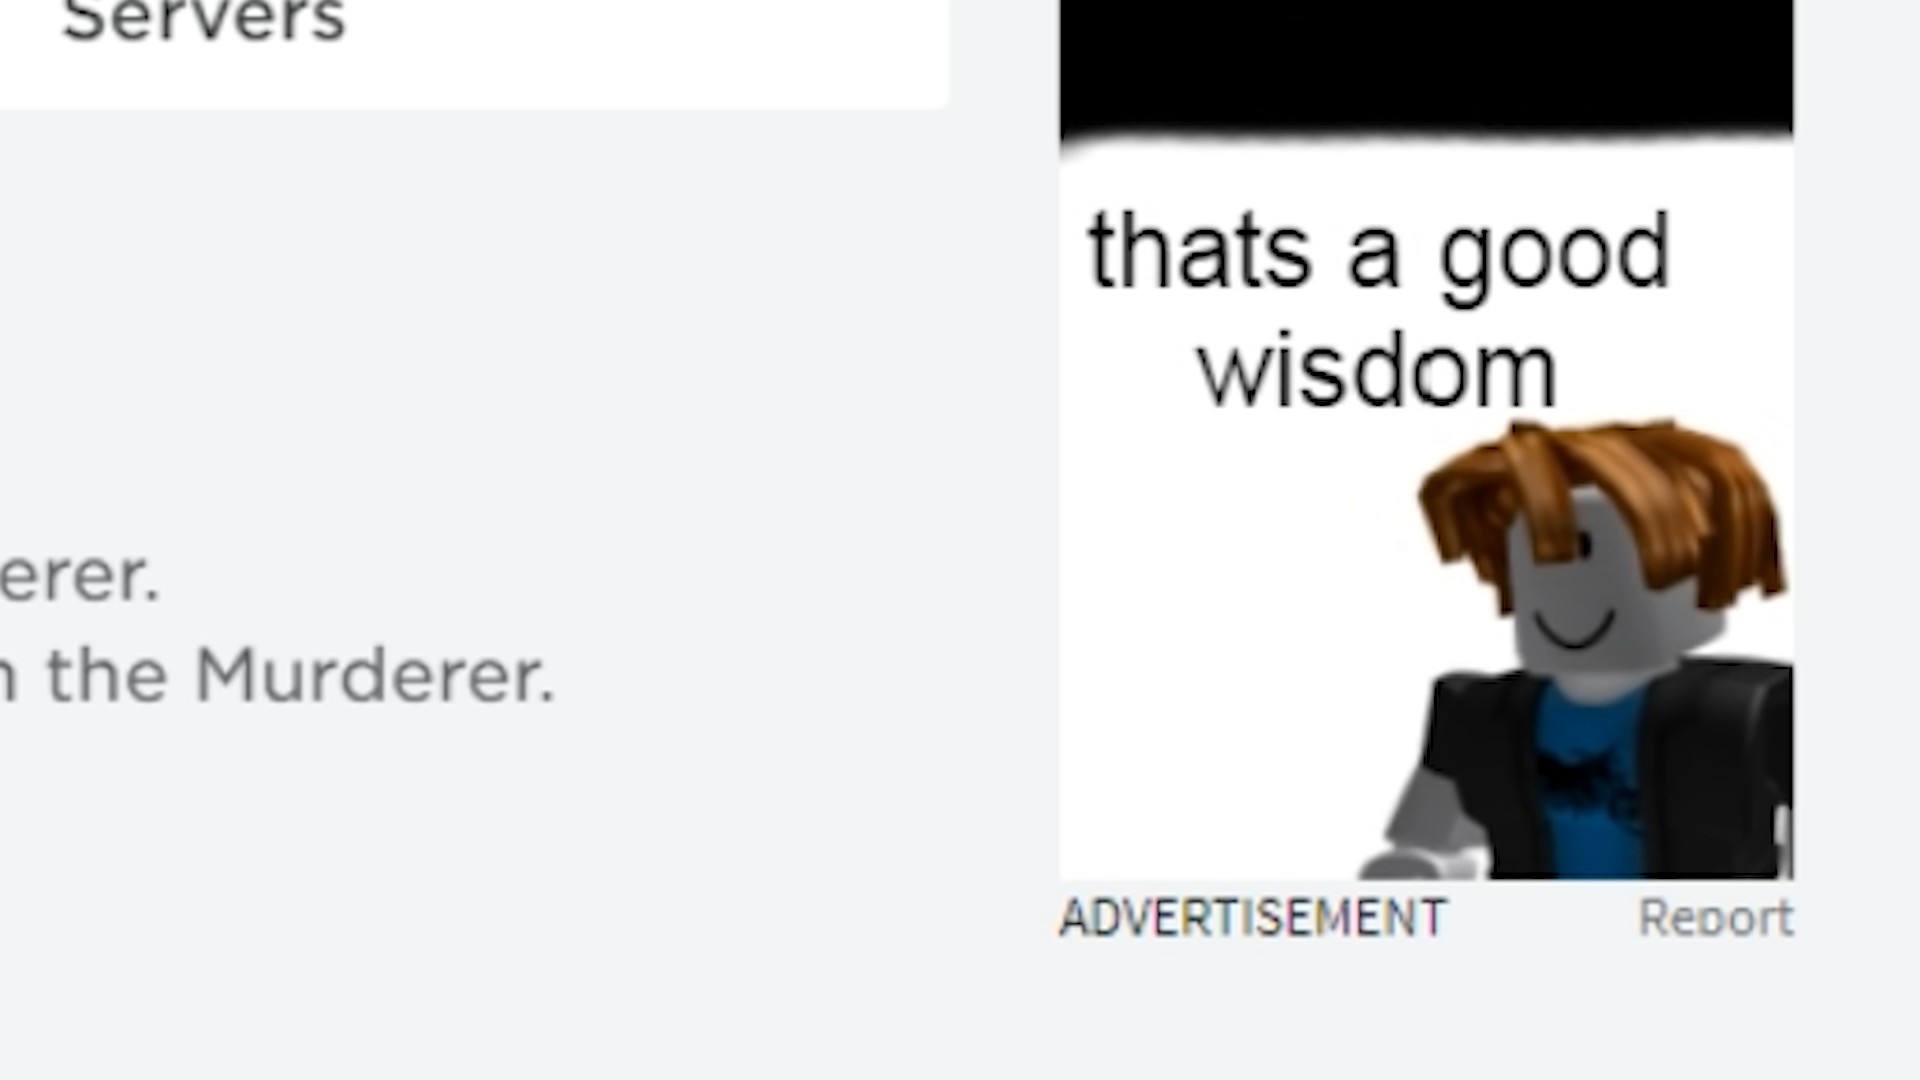 Servers
thats a good
wisdom
erer.
the Murderer.
ADVERTISEMENT
Report